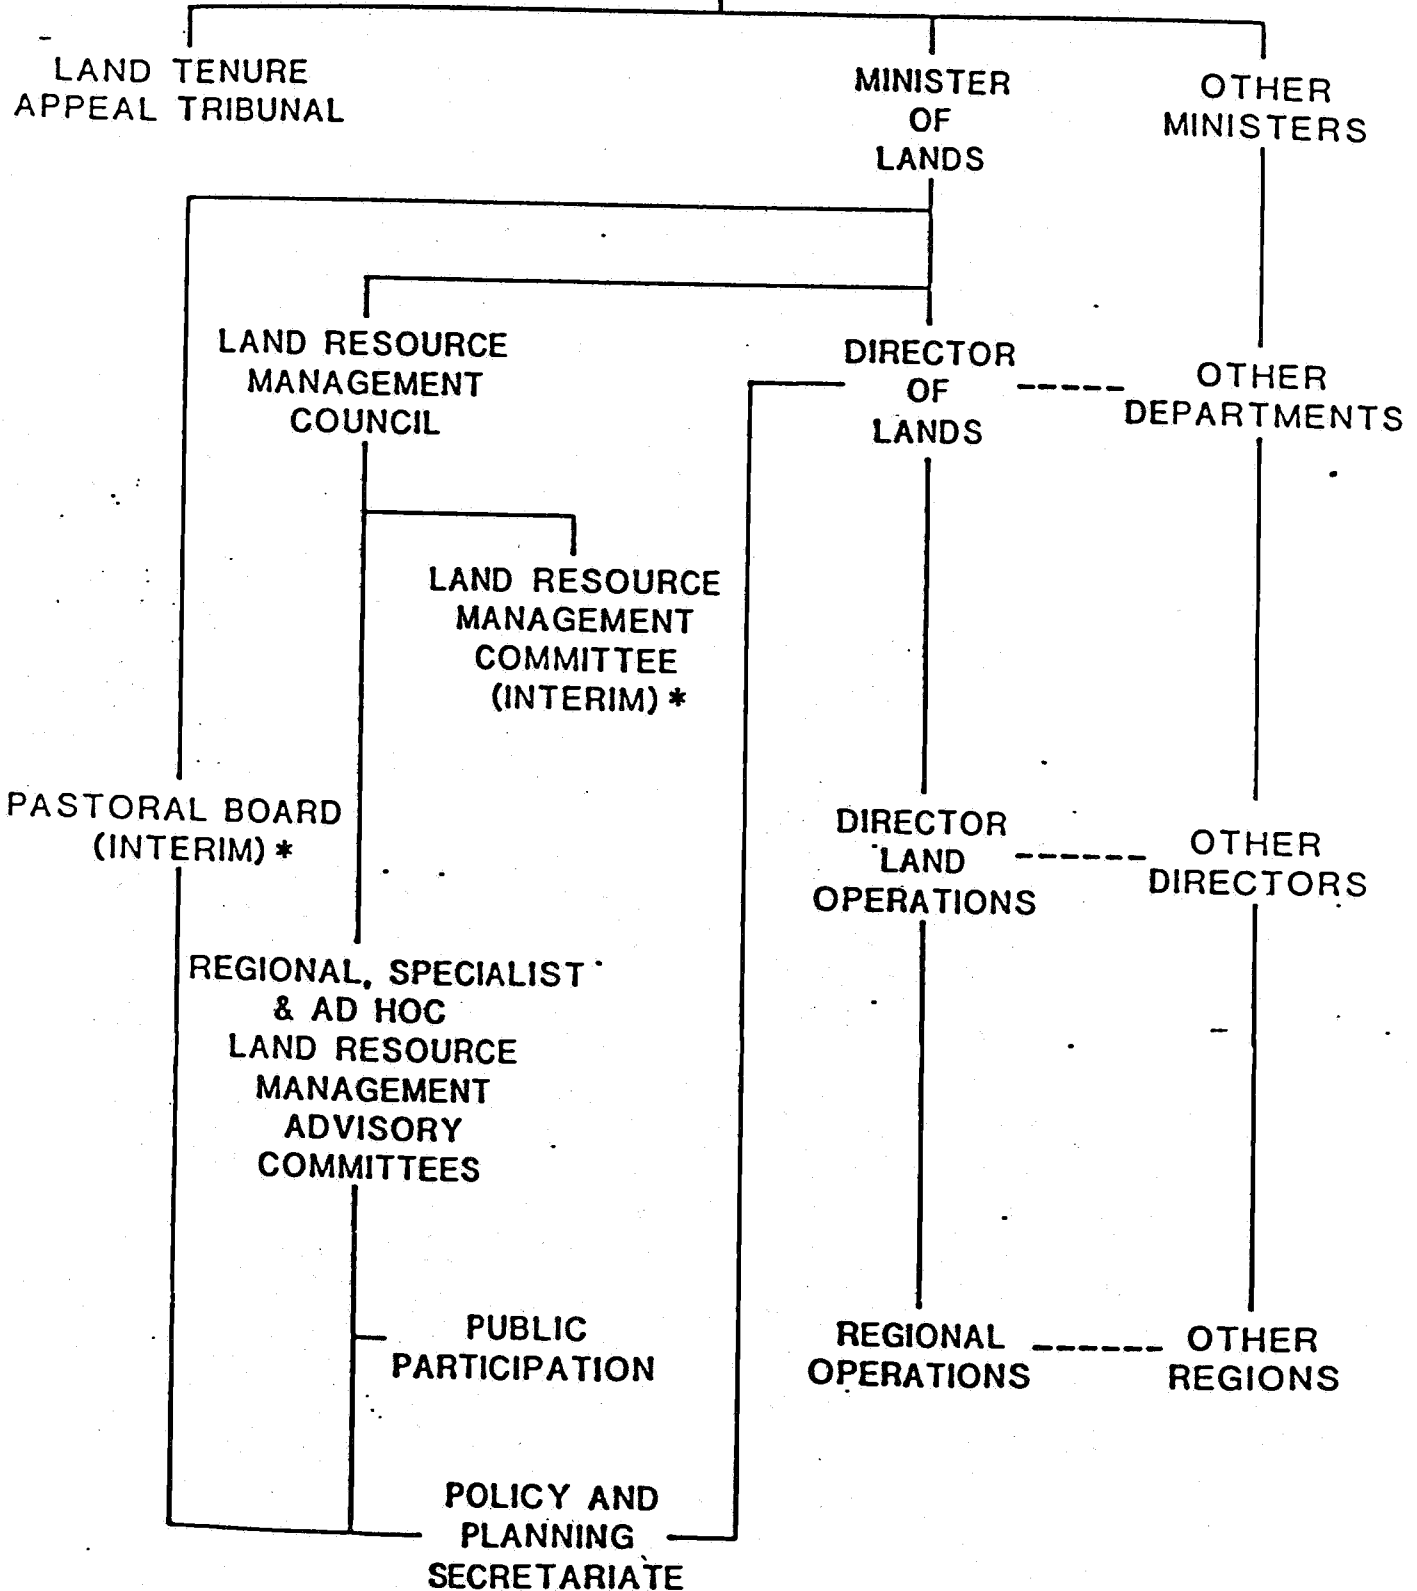 LAND TENURE
APPEAL TRIBUNAL
MINISTER
OF
LANDS
OTHER
MINISTERS
LAND RESOURCE
MANAGEMENT
COUNCIL
DIRECTOR
OF
LANDS
OTHER
DEPARTMENTS
LAND RESOURCE
MANAGEMENT
COMMITTEE
(INTERIM) *
PASTORAL BOARD
(INTERIM) *
DIRECTOR
LAND
OPERATIONS
OTHER
DIRECTORS
REGIONAL, SPECIALIST
& AD HOC
LAND RESOURCE
MANAGEMENT
ADVISORY
COMMITTEES
PUBLIC
PARTICIPATION
REGIONAL
OPERATIONS
OTHER
REGIONS
POLICY AND
PLANNING
SECRETARIATE